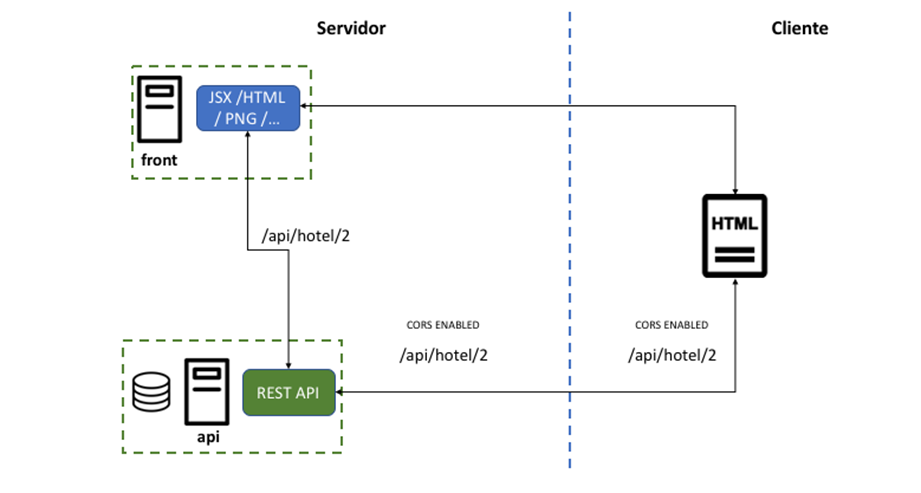 Servidor
Cliente
JSX /HTML
/ PNG /...
front
HTML
/api/hotel/2
CORS ENABLED
/api/hotel/2
CORS ENABLED
/api/hotel/2
REST API
api